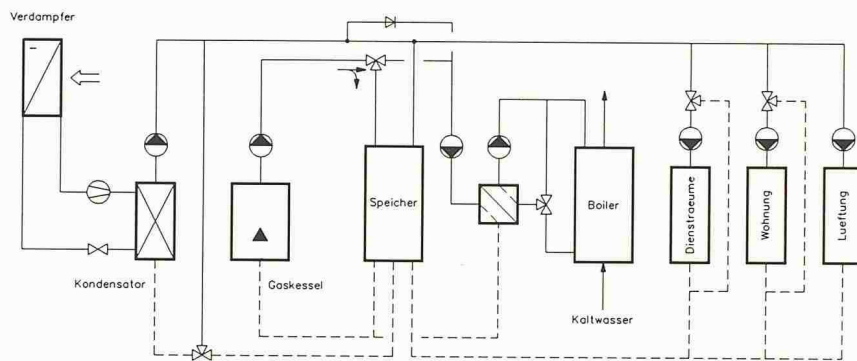 Verdampfer
Speicher
Boiler
Dienstraeume
Wohnung
Lueftung
Kondensator
Gaskessel
Kaltwasser